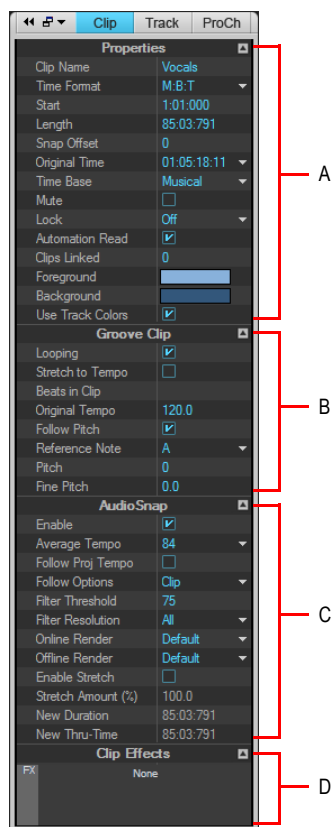 Clip Track ProCh
Properties
Clip Name Vocals
Time Format M:B:T
Start 1:01:000
Length 85:03:791
Snap Offset 0
Original Time 01:05:18:11
Time Base Musical
Mute
Lock Off
Automation Read
Clips Linked 0
Foreground
Background
Use Track Colors
A
Groove Clip
Looping
Stretch to Tempo
Beats in Clip
Original Tempo 120.0
Follow Pitch
Reference Note A
Pitch 0
Fine Pitch 0.0
B
AudioSnap
Enable
Average Tempo 84
Follow Proj Tempo
Follow Options Clip
Filter Threshold 75
Filter Resolution All
Online Render Default
Offline Render Default
Enable Stretch
Stretch Amount (%) 100.0
New Duration 85:03:791
New Thru-Time 85:03:791
C
Clip Effects
FX None
D